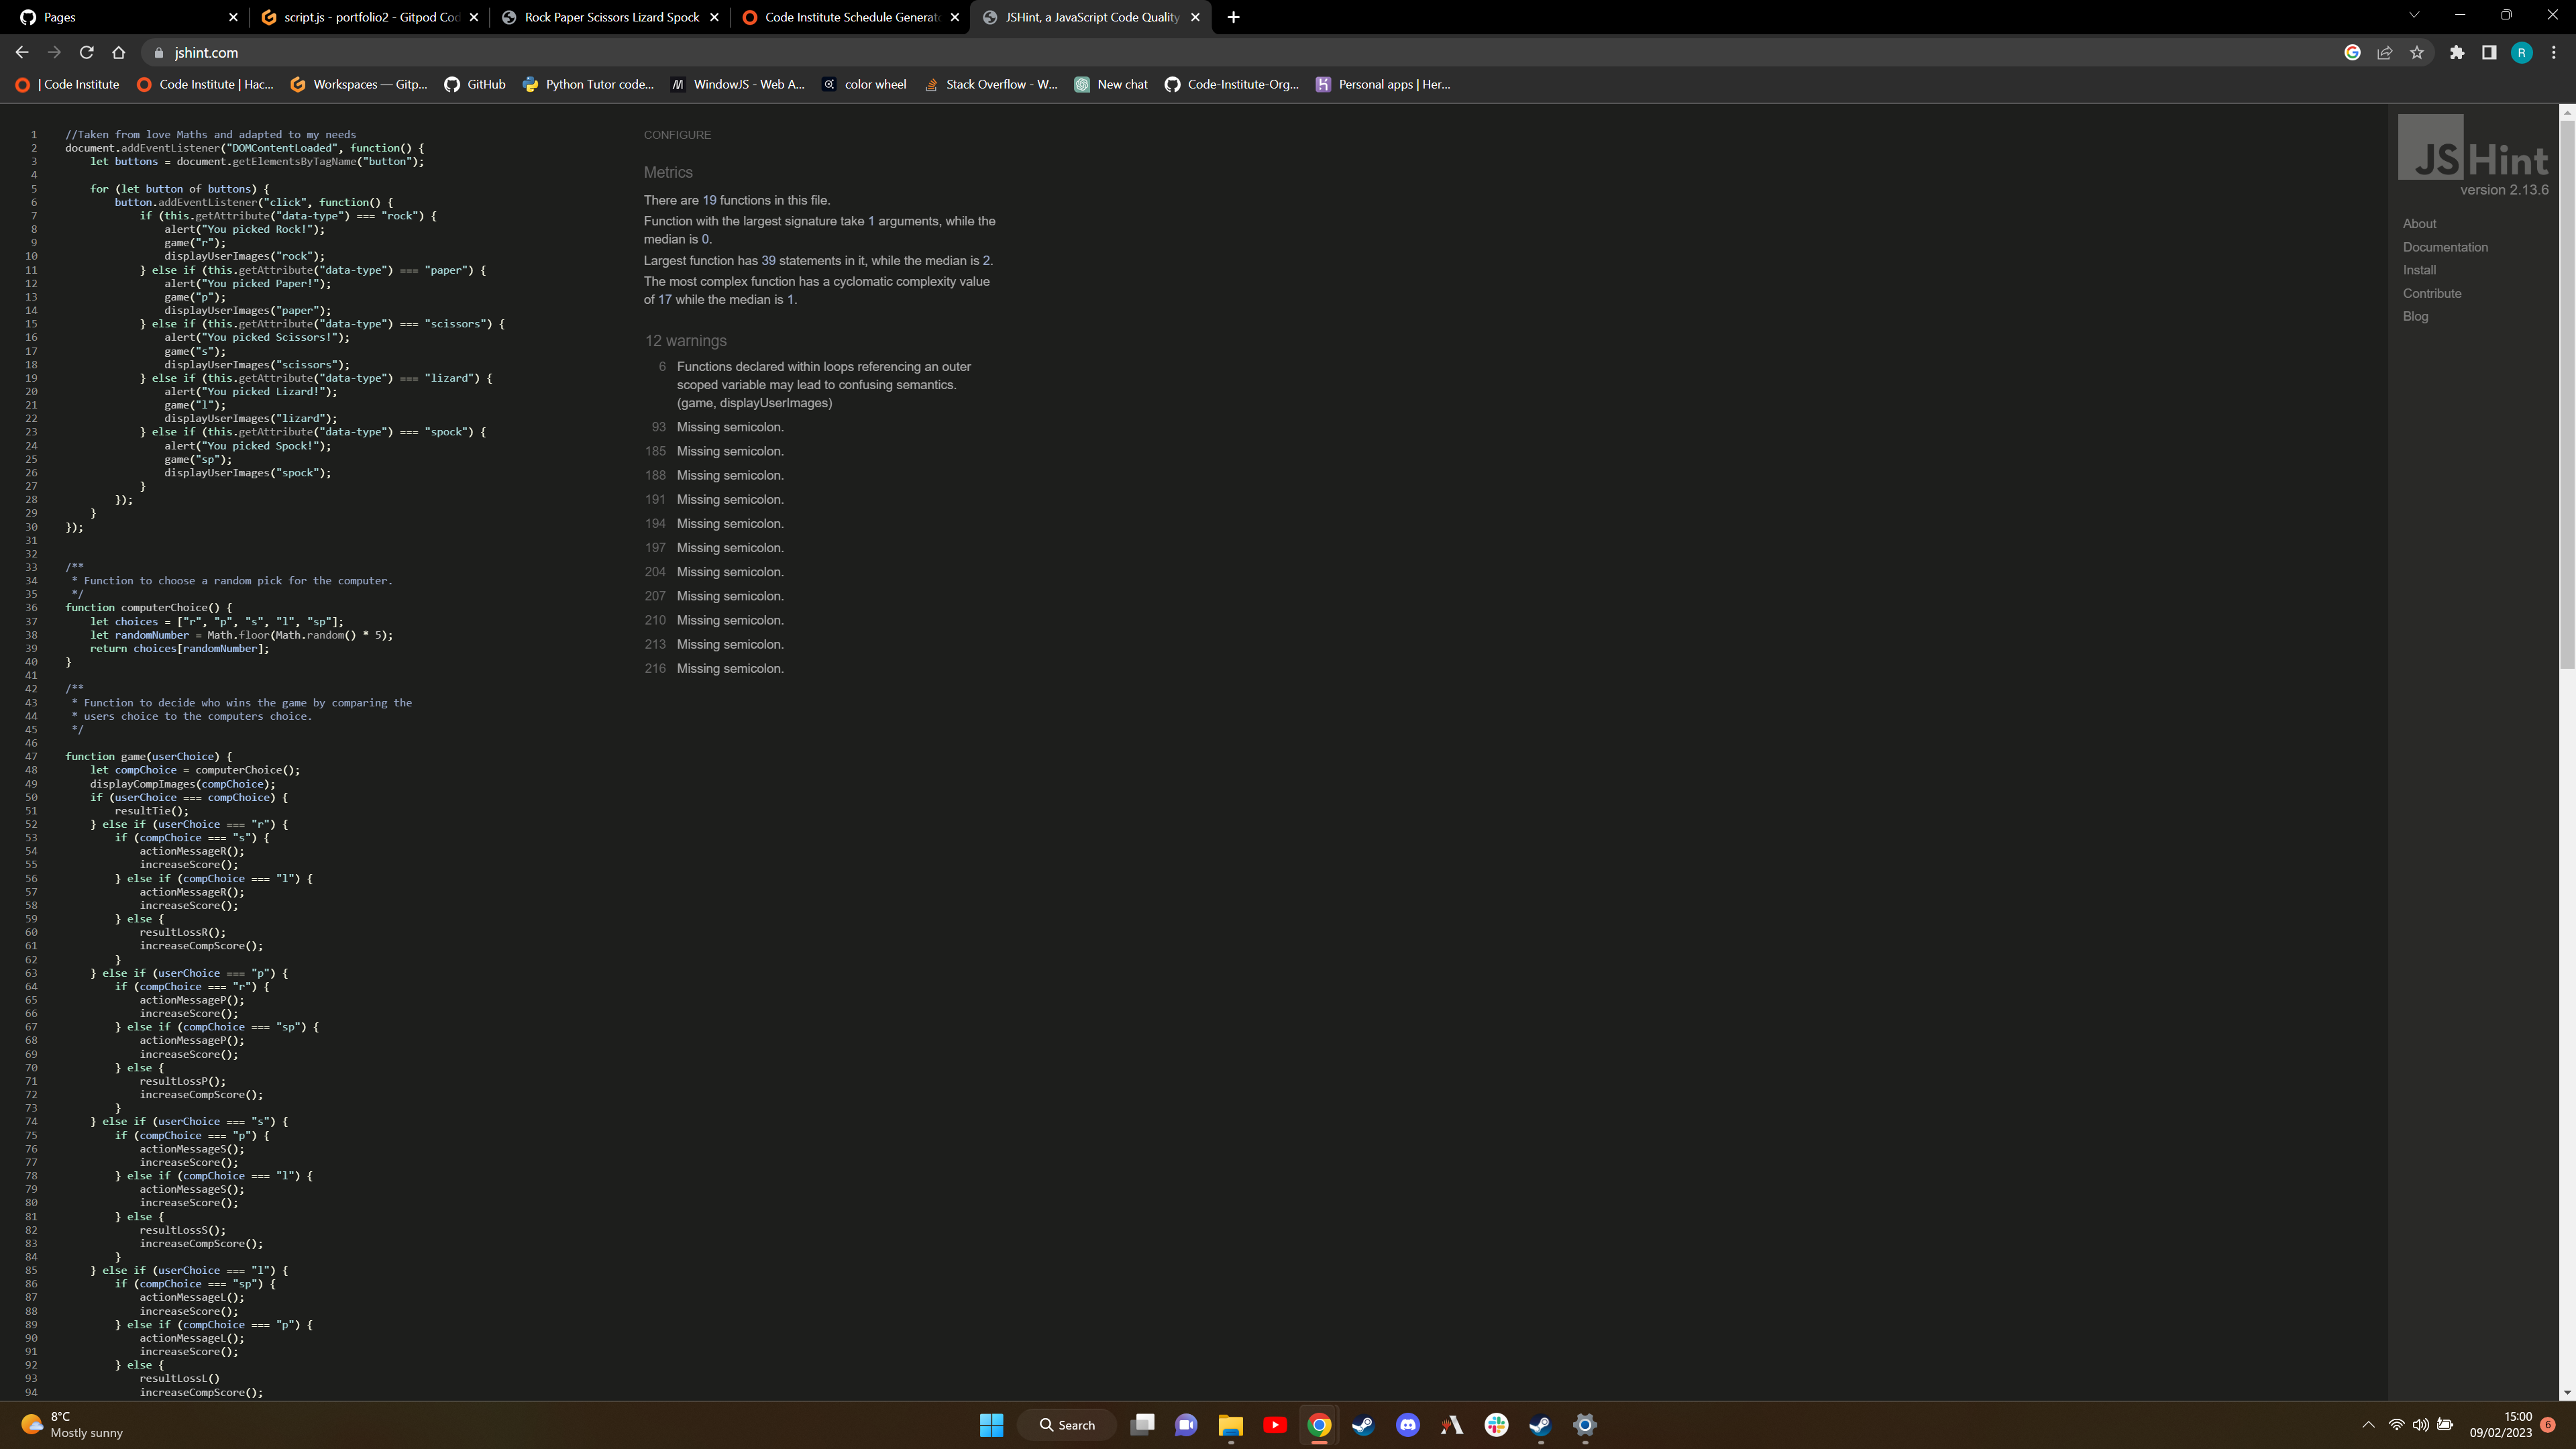 Pages
script.js - portfolio2 - Gitpod Cod
Rock Paper Scissors Lizard Spock
Code Institute Schedule Generato
JSHint, a JavaScript Code Quality
jshint.com
R
| Code Institute
Code Institute | Hac...
Workspaces — Gitp...
GitHub
Python Tutor code...
WindowJS - Web A...
color wheel
Stack Overflow - W...
New chat
Code-Institute-Org...
Personal apps | Her...
1 //Taken from love Maths and adapted to my needs
2 document.addEventListener("DOMContentLoaded", function() {
3 let buttons = document.getElementsByTagName("button");
4
5 for (let button of buttons) {
6 button.addEventListener("click", function() {
7 if (this.getAttribute("data-type") === "rock") {
8 alert("You picked Rock!");
9 game("r");
10 displayUserImages("rock");
11 } else if (this.getAttribute("data-type") === "paper") {
12 alert("You picked Paper!");
13 game("p");
14 displayUserImages("paper");
15 } else if (this.getAttribute("data-type") === "scissors") {
16 alert("You picked Scissors!");
17 game("s");
18 displayUserImages("scissors");
19 } else if (this.getAttribute("data-type") === "lizard") {
20 alert("You picked Lizard!");
21 game("l");
22 displayUserImages("lizard");
23 } else if (this.getAttribute("data-type") === "spock") {
24 alert("You picked Spock!");
25 game("sp");
26 displayUserImages("spock");
27 }
28 });
29 }
30 });
31
32
33 /**
34 * Function to choose a random pick for the computer.
35 */
36 function computerChoice() {
37 let choices = ["r", "p", "s", "l", "sp"];
38 let randomNumber = Math.floor(Math.random() * 5);
39 return choices[randomNumber];
40 }
41
42 /**
43 * Function to decide who wins the game by comparing the
44 * users choice to the computers choice.
45 */
46
47 function game(userChoice) {
48 let compChoice = computerChoice();
49 displayCompImages(compChoice);
50 if (userChoice === compChoice) {
51 resultTie();
52 } else if (userChoice === "r") {
53 if (compChoice === "s") {
54 actionMessageR();
55 increaseScore();
56 } else if (compChoice === "l") {
57 actionMessageR();
58 increaseScore();
59 } else {
60 resultLossR();
61 increaseCompScore();
62 }
63 } else if (userChoice === "p") {
64 if (compChoice === "r") {
65 actionMessageP();
66 increaseScore();
67 } else if (compChoice === "sp") {
68 actionMessageP();
69 increaseScore();
70 } else {
71 resultLossP();
72 increaseCompScore();
73 }
74 } else if (userChoice === "s") {
75 if (compChoice === "p") {
76 actionMessageS();
77 increaseScore();
78 } else if (compChoice === "l") {
79 actionMessageS();
80 increaseScore();
81 } else {
82 resultLossS();
83 increaseCompScore();
84 }
85 } else if (userChoice === "l") {
86 if (compChoice === "sp") {
87 actionMessageL();
88 increaseScore();
89 } else if (compChoice === "p") {
90 actionMessageL();
91 increaseScore();
92 } else {
93 resultLossL()
94 increaseCompScore();
CONFIGURE
Metrics
There are 19 functions in this file.
Function with the largest signature take 1 arguments, while the
median is 0.
Largest function has 39 statements in it, while the median is 2.
The most complex function has a cyclomatic complexity value
of 17 while the median is 1.
12 warnings
6 Functions declared within loops referencing an outer
scoped variable may lead to confusing semantics.
(game, displayUserImages)
93 Missing semicolon.
185 Missing semicolon.
188 Missing semicolon.
191 Missing semicolon.
194 Missing semicolon.
197 Missing semicolon.
204 Missing semicolon.
207 Missing semicolon.
210 Missing semicolon.
213 Missing semicolon.
216 Missing semicolon.
JSHint
version 2.13.6
About
Documentation
Install
Contribute
Blog
8°C
Mostly sunny
Search
15:00
09/02/2023
6